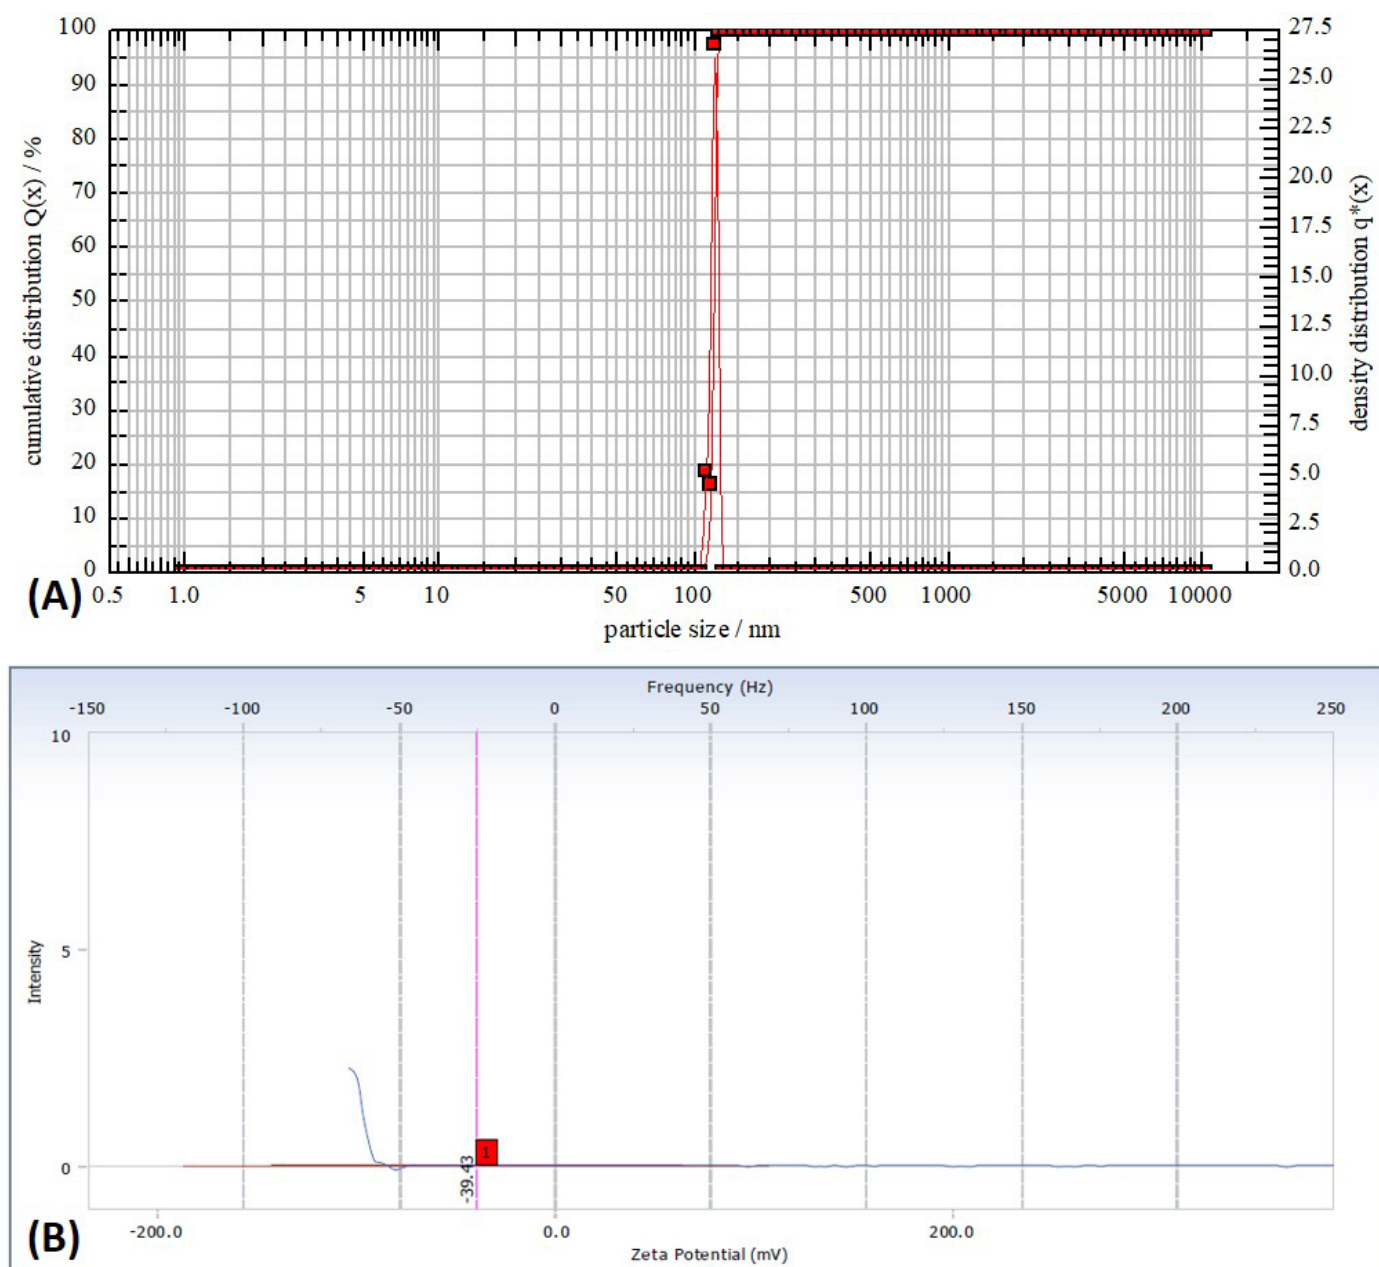 100
90
80
70
60
50
40
30
20
10
0
cumulative distribution Q(x) / %
27.5
25.0
22.5
20.0
17.5
15.0
12.5
10.0
7.5
5.0
2.5
0.0
density distribution q*(x)
(A)
0.5 1.0 5 10 50 100 500 1000 5000 10000
particle size / nm
Frequency (Hz)
-150 -100 -50 0 50 100 150 200 250
10
5
0
Intensity
1
-39.43
-200.0 0.0 200.0
(B)
Zeta Potential (mV)